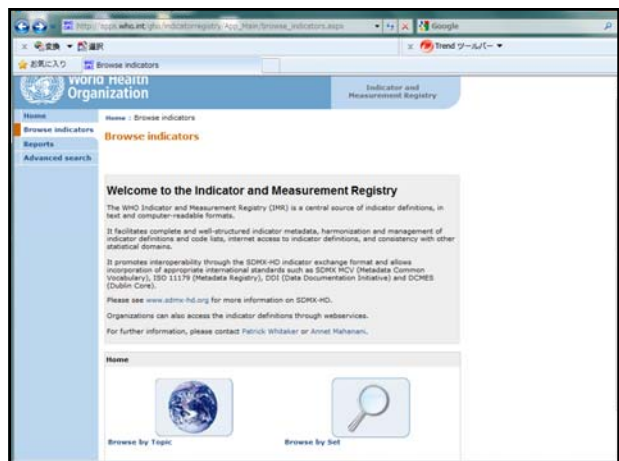 http://apps.who.int/gho/indicatorregistry/App_Main/browse_indicators.aspx
Google
変換
選択
Trend ツールバー
お気に入り
Browse indicators
World Health
Organization
Indicator and
Measurement Registry
Home
Browse indicators
Reports
Advanced search
Home : Browse indicators
Browse indicators
Welcome to the Indicator and Measurement Registry
The WHO Indicator and Measurement Registry (IMR) is a central source of indicator definitions, in
text and computer-readable formats.
It facilitates complete and well-structured indicator metadata, harmonization and management of
indicator definitions and code lists, internet access to indicator definitions, and consistency with other
statistical domains.
It promotes interoperability through the SDMX-HD indicator exchange format and allows
incorporation of appropriate international standards such as SDMX MCV (Metadata Common
Vocabulary), ISO 11179 (Metadata Registry), DDI (Data Documentation Initiative) and DCMES
(Dublin Core).
Please see www.sdmx-hd.org for more information on SDMX-HD.
Organizations can also access the indicator definitions through webservices.
For further information, please contact Patrick Whitaker or Annet Mahanani.
Home
Browse by Topic
Browse by Set